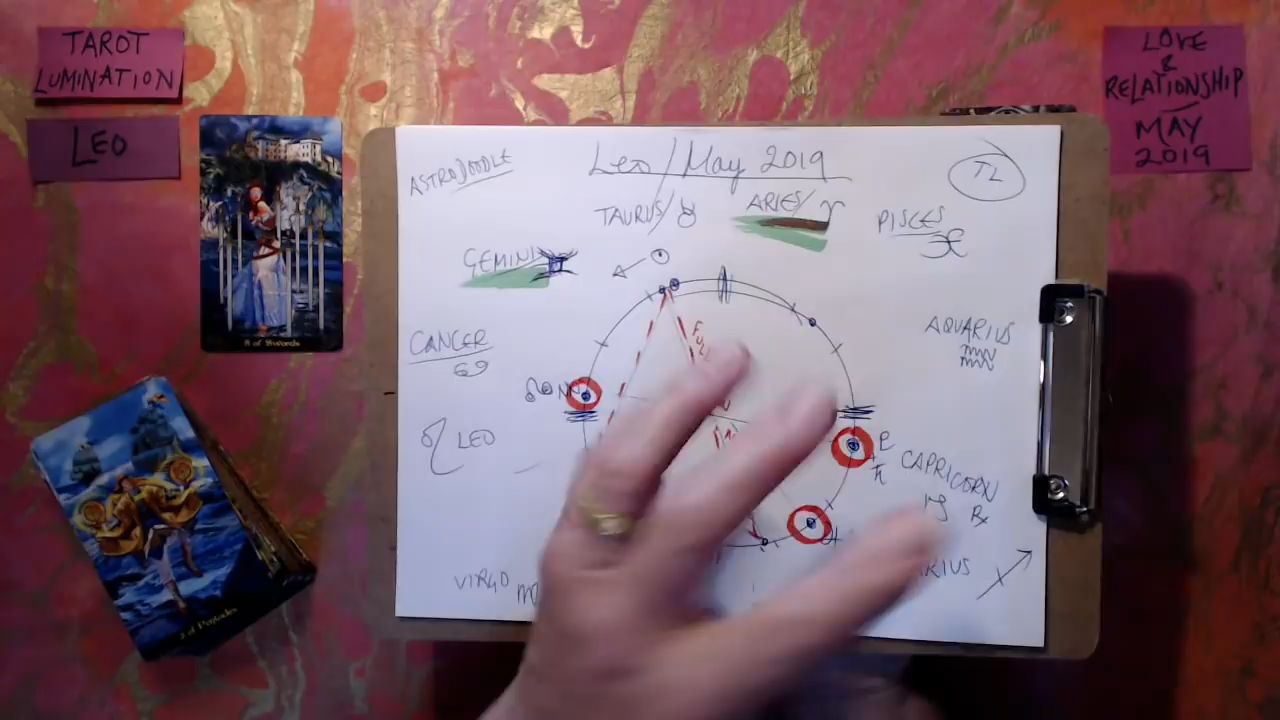 TAROT
LUMINATION
LEO
LOVE
&
RELATIONSHIP
MAY
2019
ASTRODOODLE
Leo/May 2019
TL
TAURUS/♉
ARIES/♈
PISCES
♓
GEMINI ♊
CANCER
♋
AQUARIUS
♒
♌ LEO
CAPRICORN
♑ ℞
VIRGO
8 of Swords
2 of Pentacles